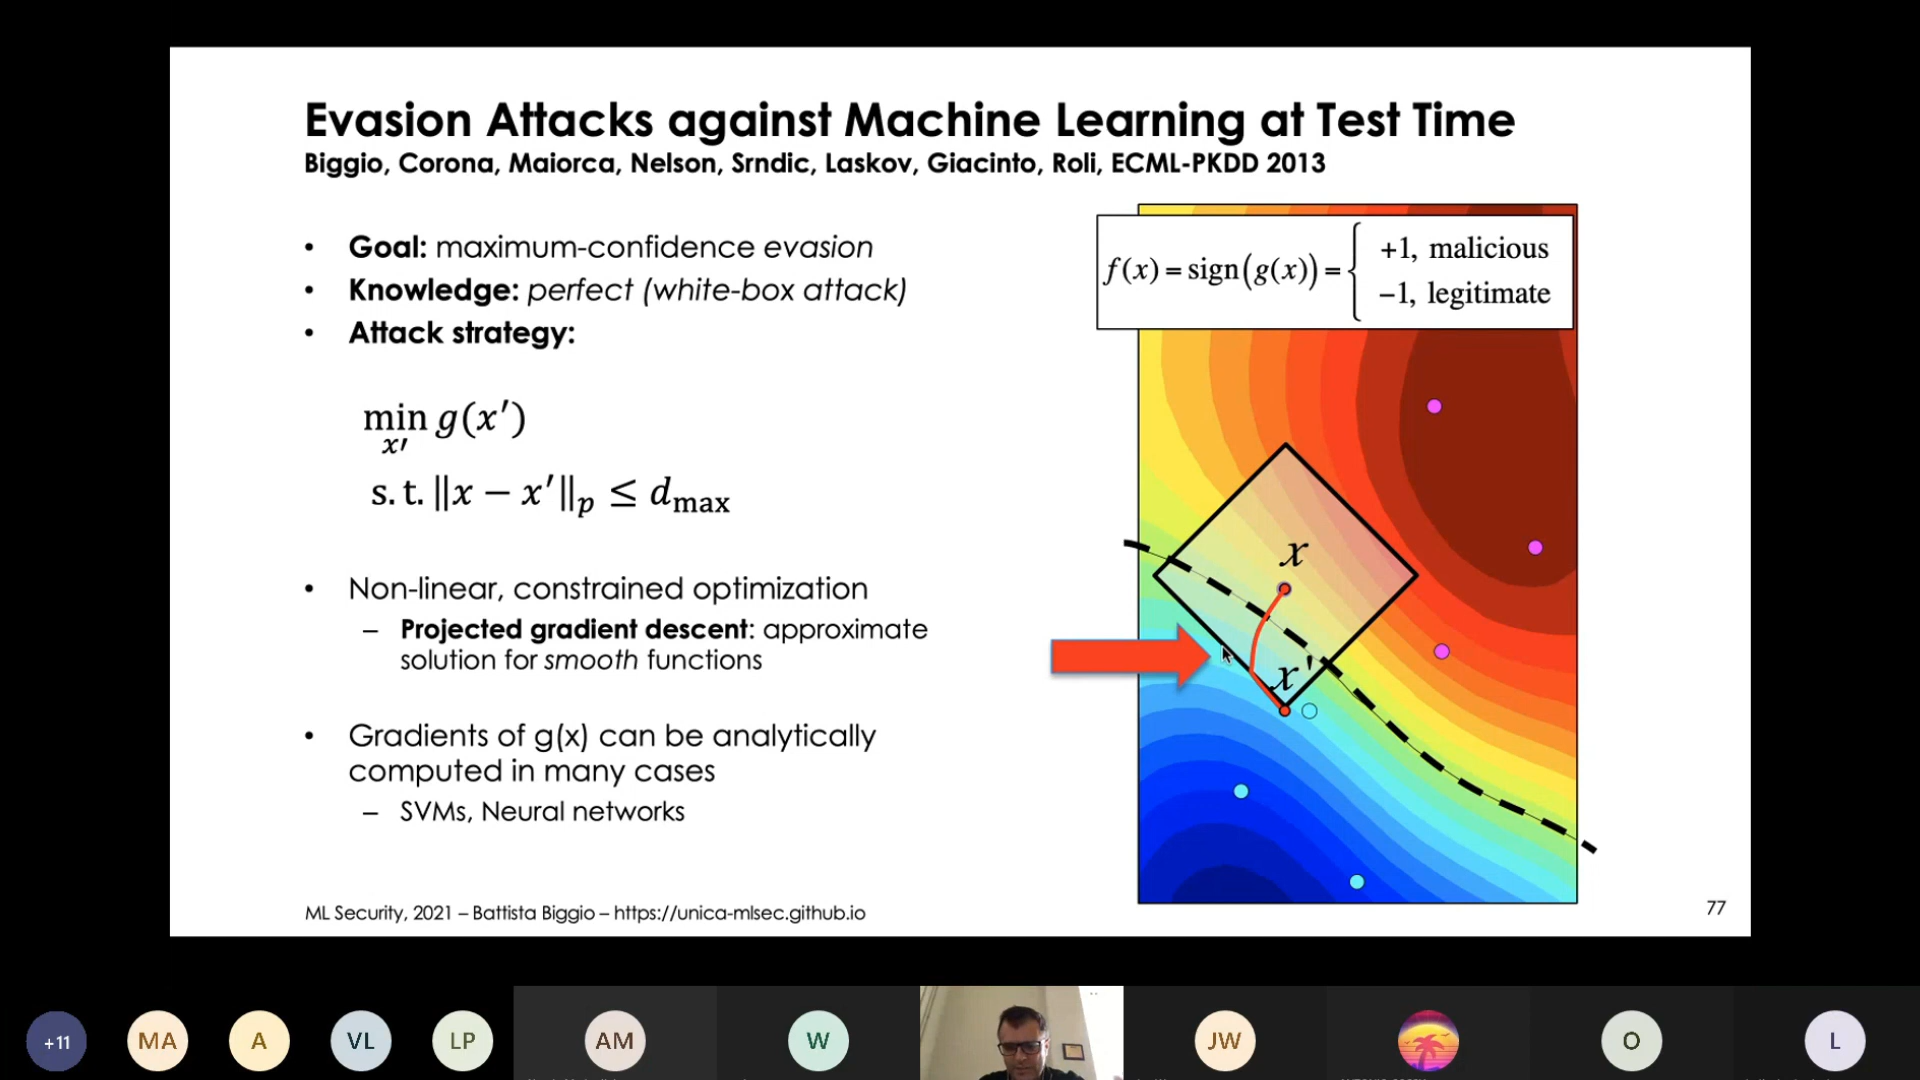 Evasion Attacks against Machine Learning at Test Time
Biggio, Corona, Maiorca, Nelson, Srndic, Laskov, Giacinto, Roli, ECML-PKDD 2013
• Goal: maximum-confidence evasion
• Knowledge: perfect (white-box attack)
• Attack strategy:
min g(x′)
x′
s.t. ‖x − x′‖p ≤ dmax
• Non-linear, constrained optimization
– Projected gradient descent: approximate
solution for smooth functions
• Gradients of g(x) can be analytically
computed in many cases
– SVMs, Neural networks
f(x) = sign(g(x)) = { +1, malicious
−1, legitimate
x
x'
ML Security, 2021 – Battista Biggio – https://unica-mlsec.github.io
77
+11 MA A VL LP AM W JW O L